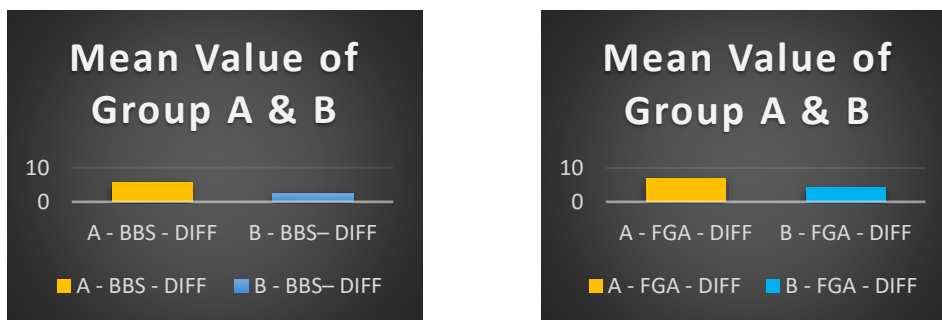 Mean Value of
Group A & B
10
0
A - BBS - DIFF B - BBS– DIFF
A - BBS - DIFF B - BBS– DIFF
Mean Value of
Group A & B
10
0
A - FGA - DIFF B - FGA - DIFF
A - FGA - DIFF B - FGA - DIFF